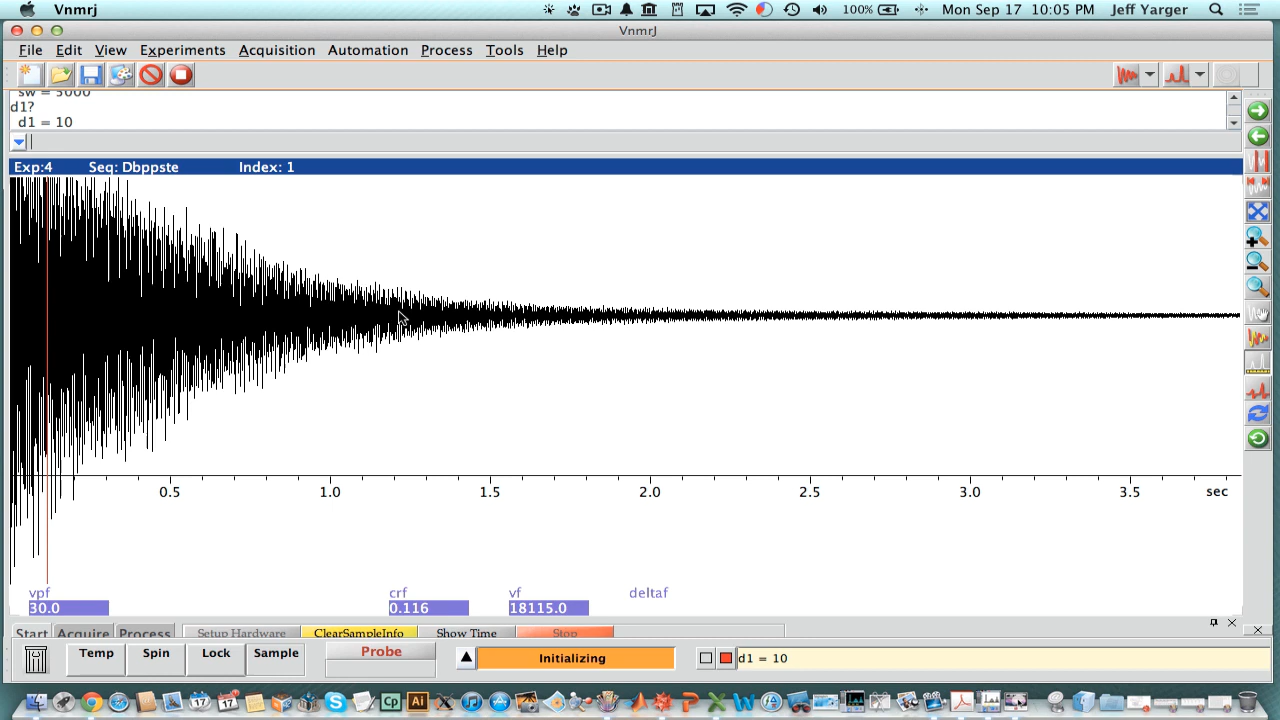 Vnmrj 100% Mon Sep 17 10:05 PM Jeff Yarger
VnmrJ
File Edit View Experiments Acquisition Automation Process Tools Help
sw = 5000
d1?
d1 = 10
Exp:4 Seq: Dbppste Index: 1
0.5 1.0 1.5 2.0 2.5 3.0 3.5 sec
vpf crf vf deltaf
30.0 0.116 18115.0
Start Acquire Process Setup Hardware ClearSampleInfo Show Time Stop
Temp Spin Lock Sample Probe
Initializing d1 = 10